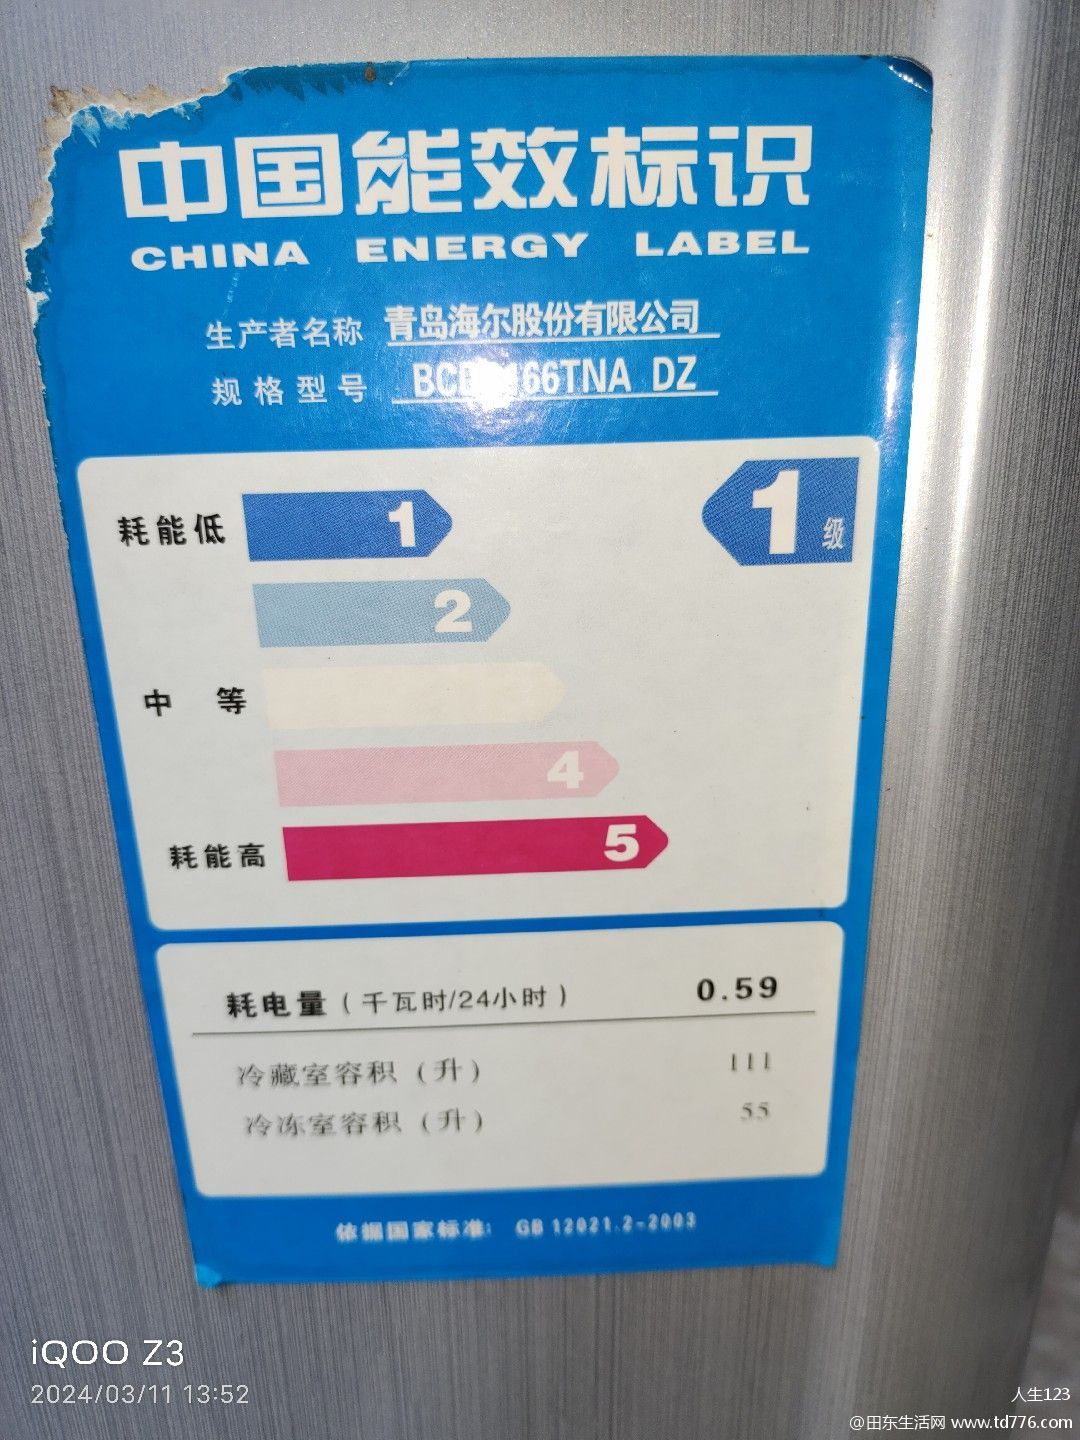 中国能效标识
CHINA ENERGY LABEL
生产者名称 青岛海尔股份有限公司
规格型号 66TNA DZ
耗能低 1 1级
2
中 等
4
耗能高 5
耗电量（千瓦时/24小时） 0.59
冷藏室容积（升） 111
冷冻室容积（升） 55
依据国家标准: GB 12021.2-2003
iQOO Z3
2024/03/11 13:52
人生123
@田东生活网 www.td776.com